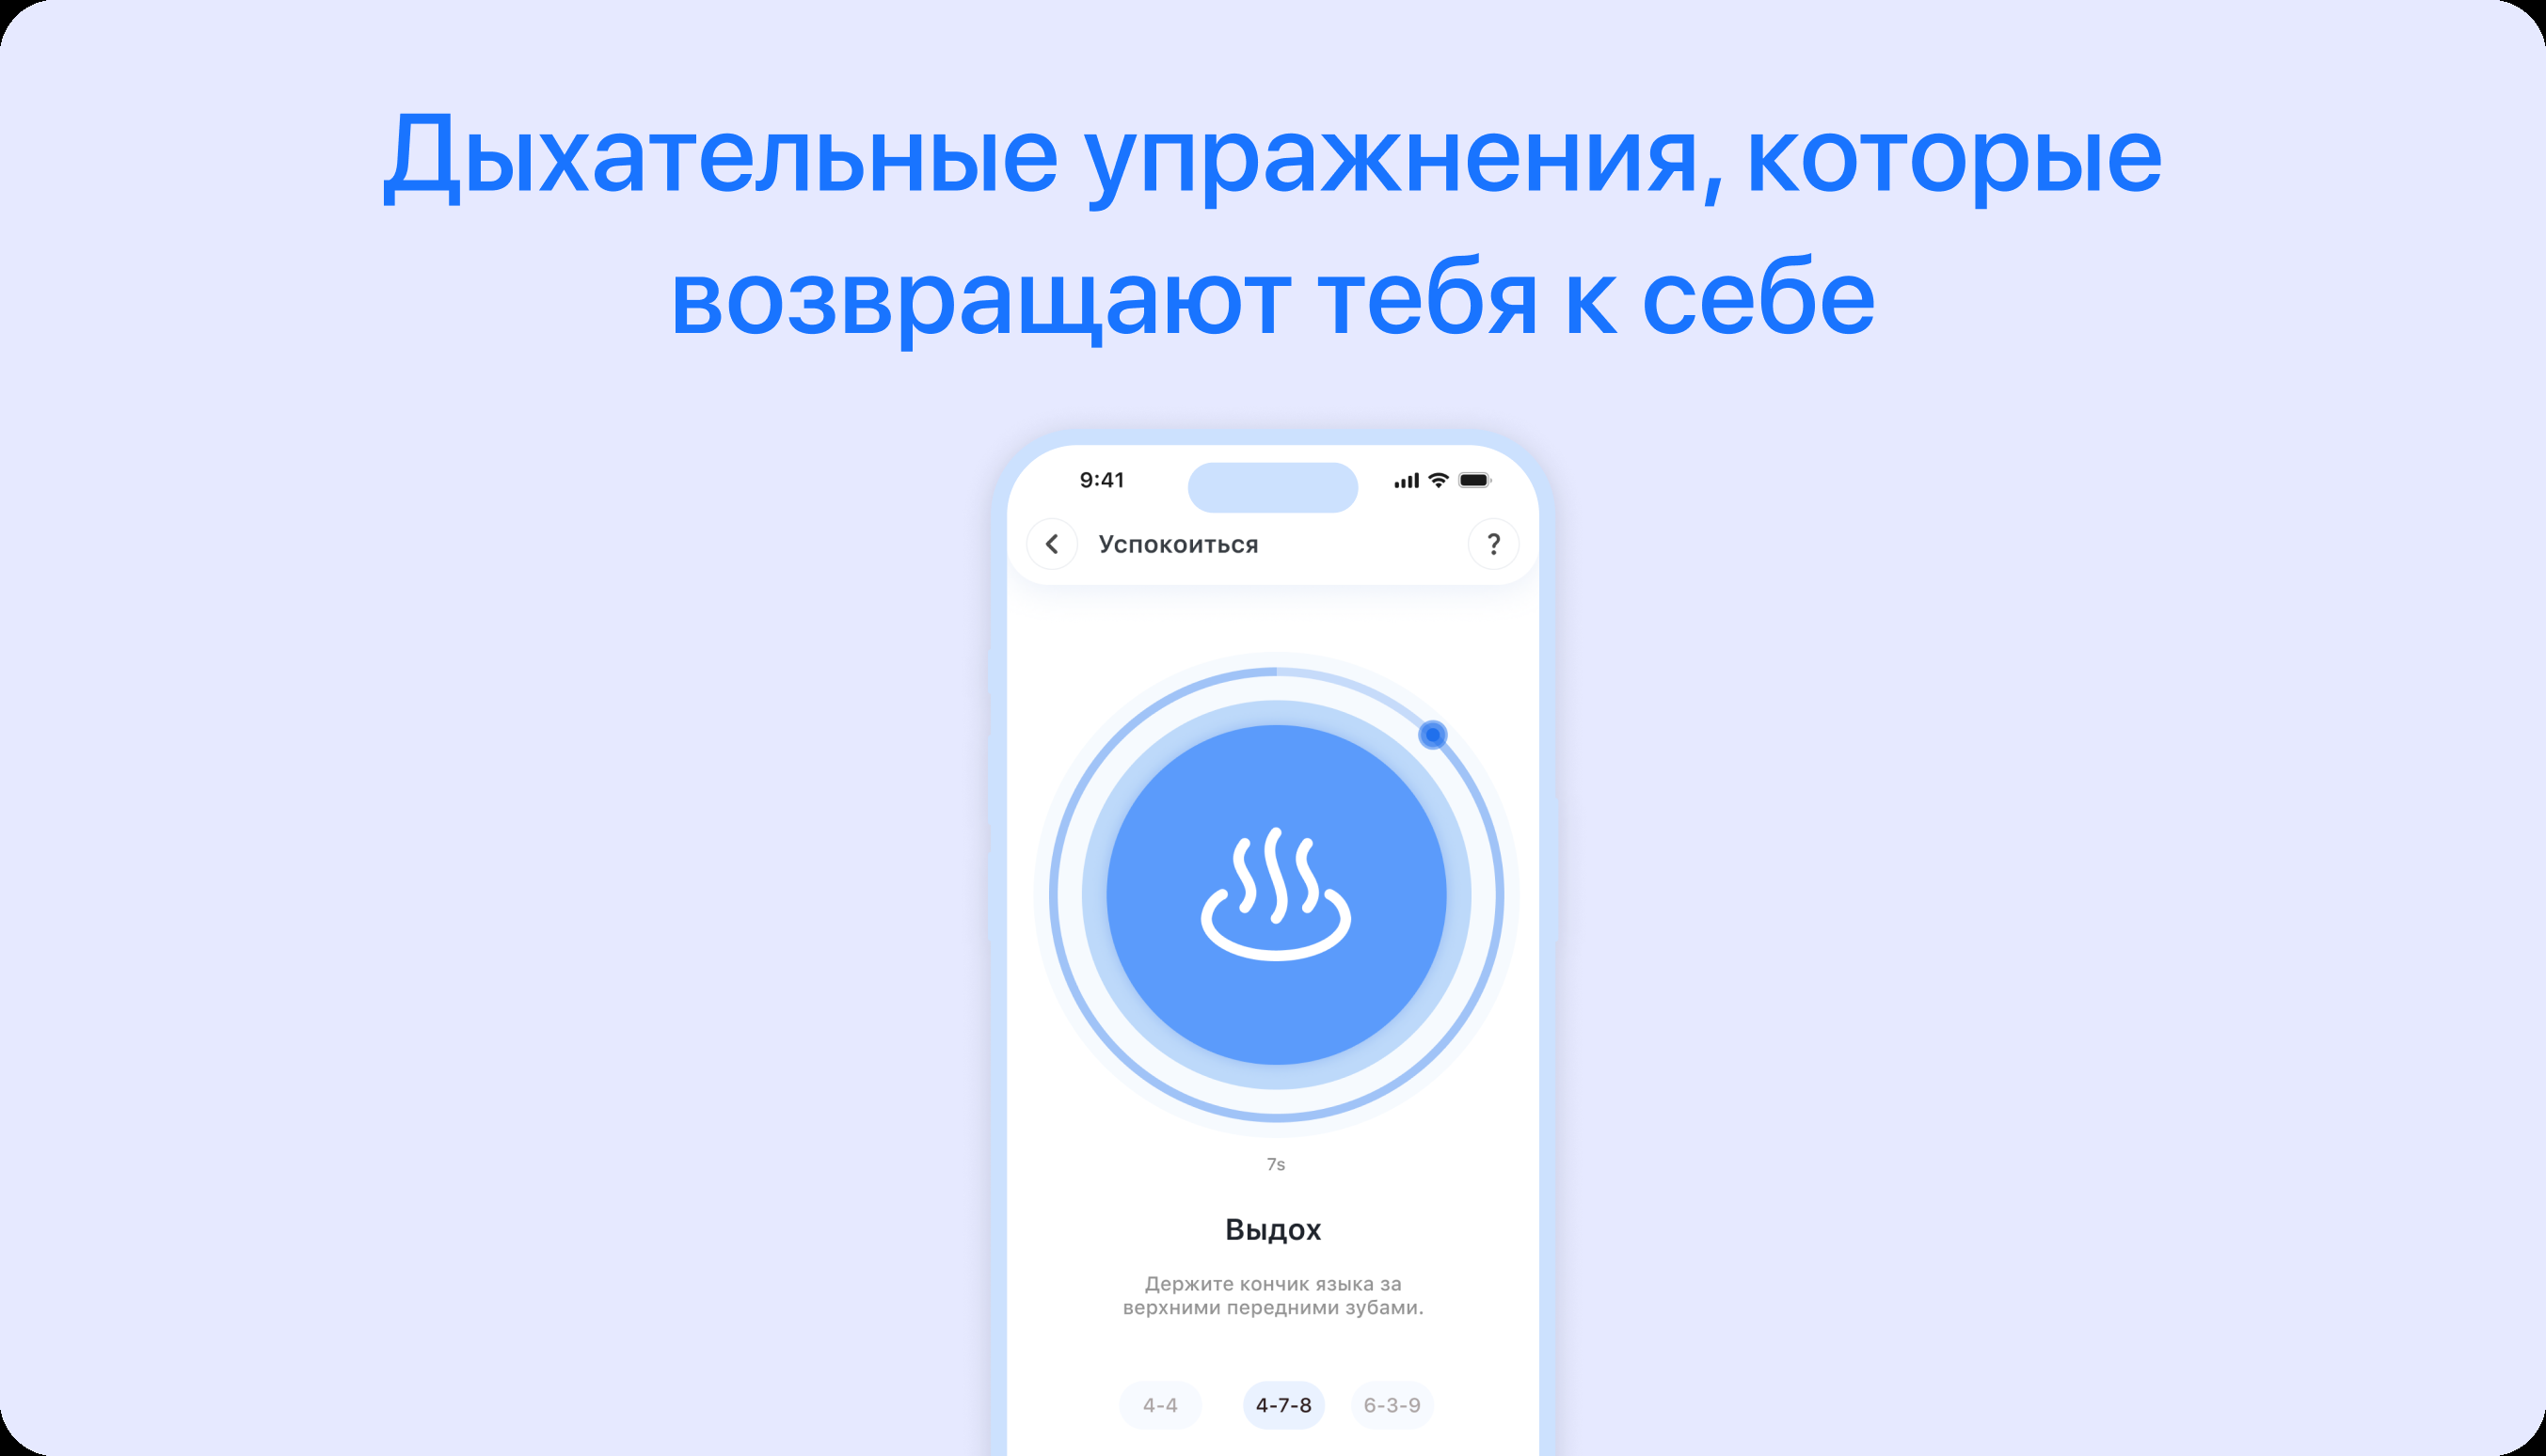 Дыхательные упражнения, которые
возвращают тебя к себе
9:41
Успокоиться
?
7s
Выдох
Держите кончик языка за
верхними передними зубами.
4-4
4-7-8
6-3-9